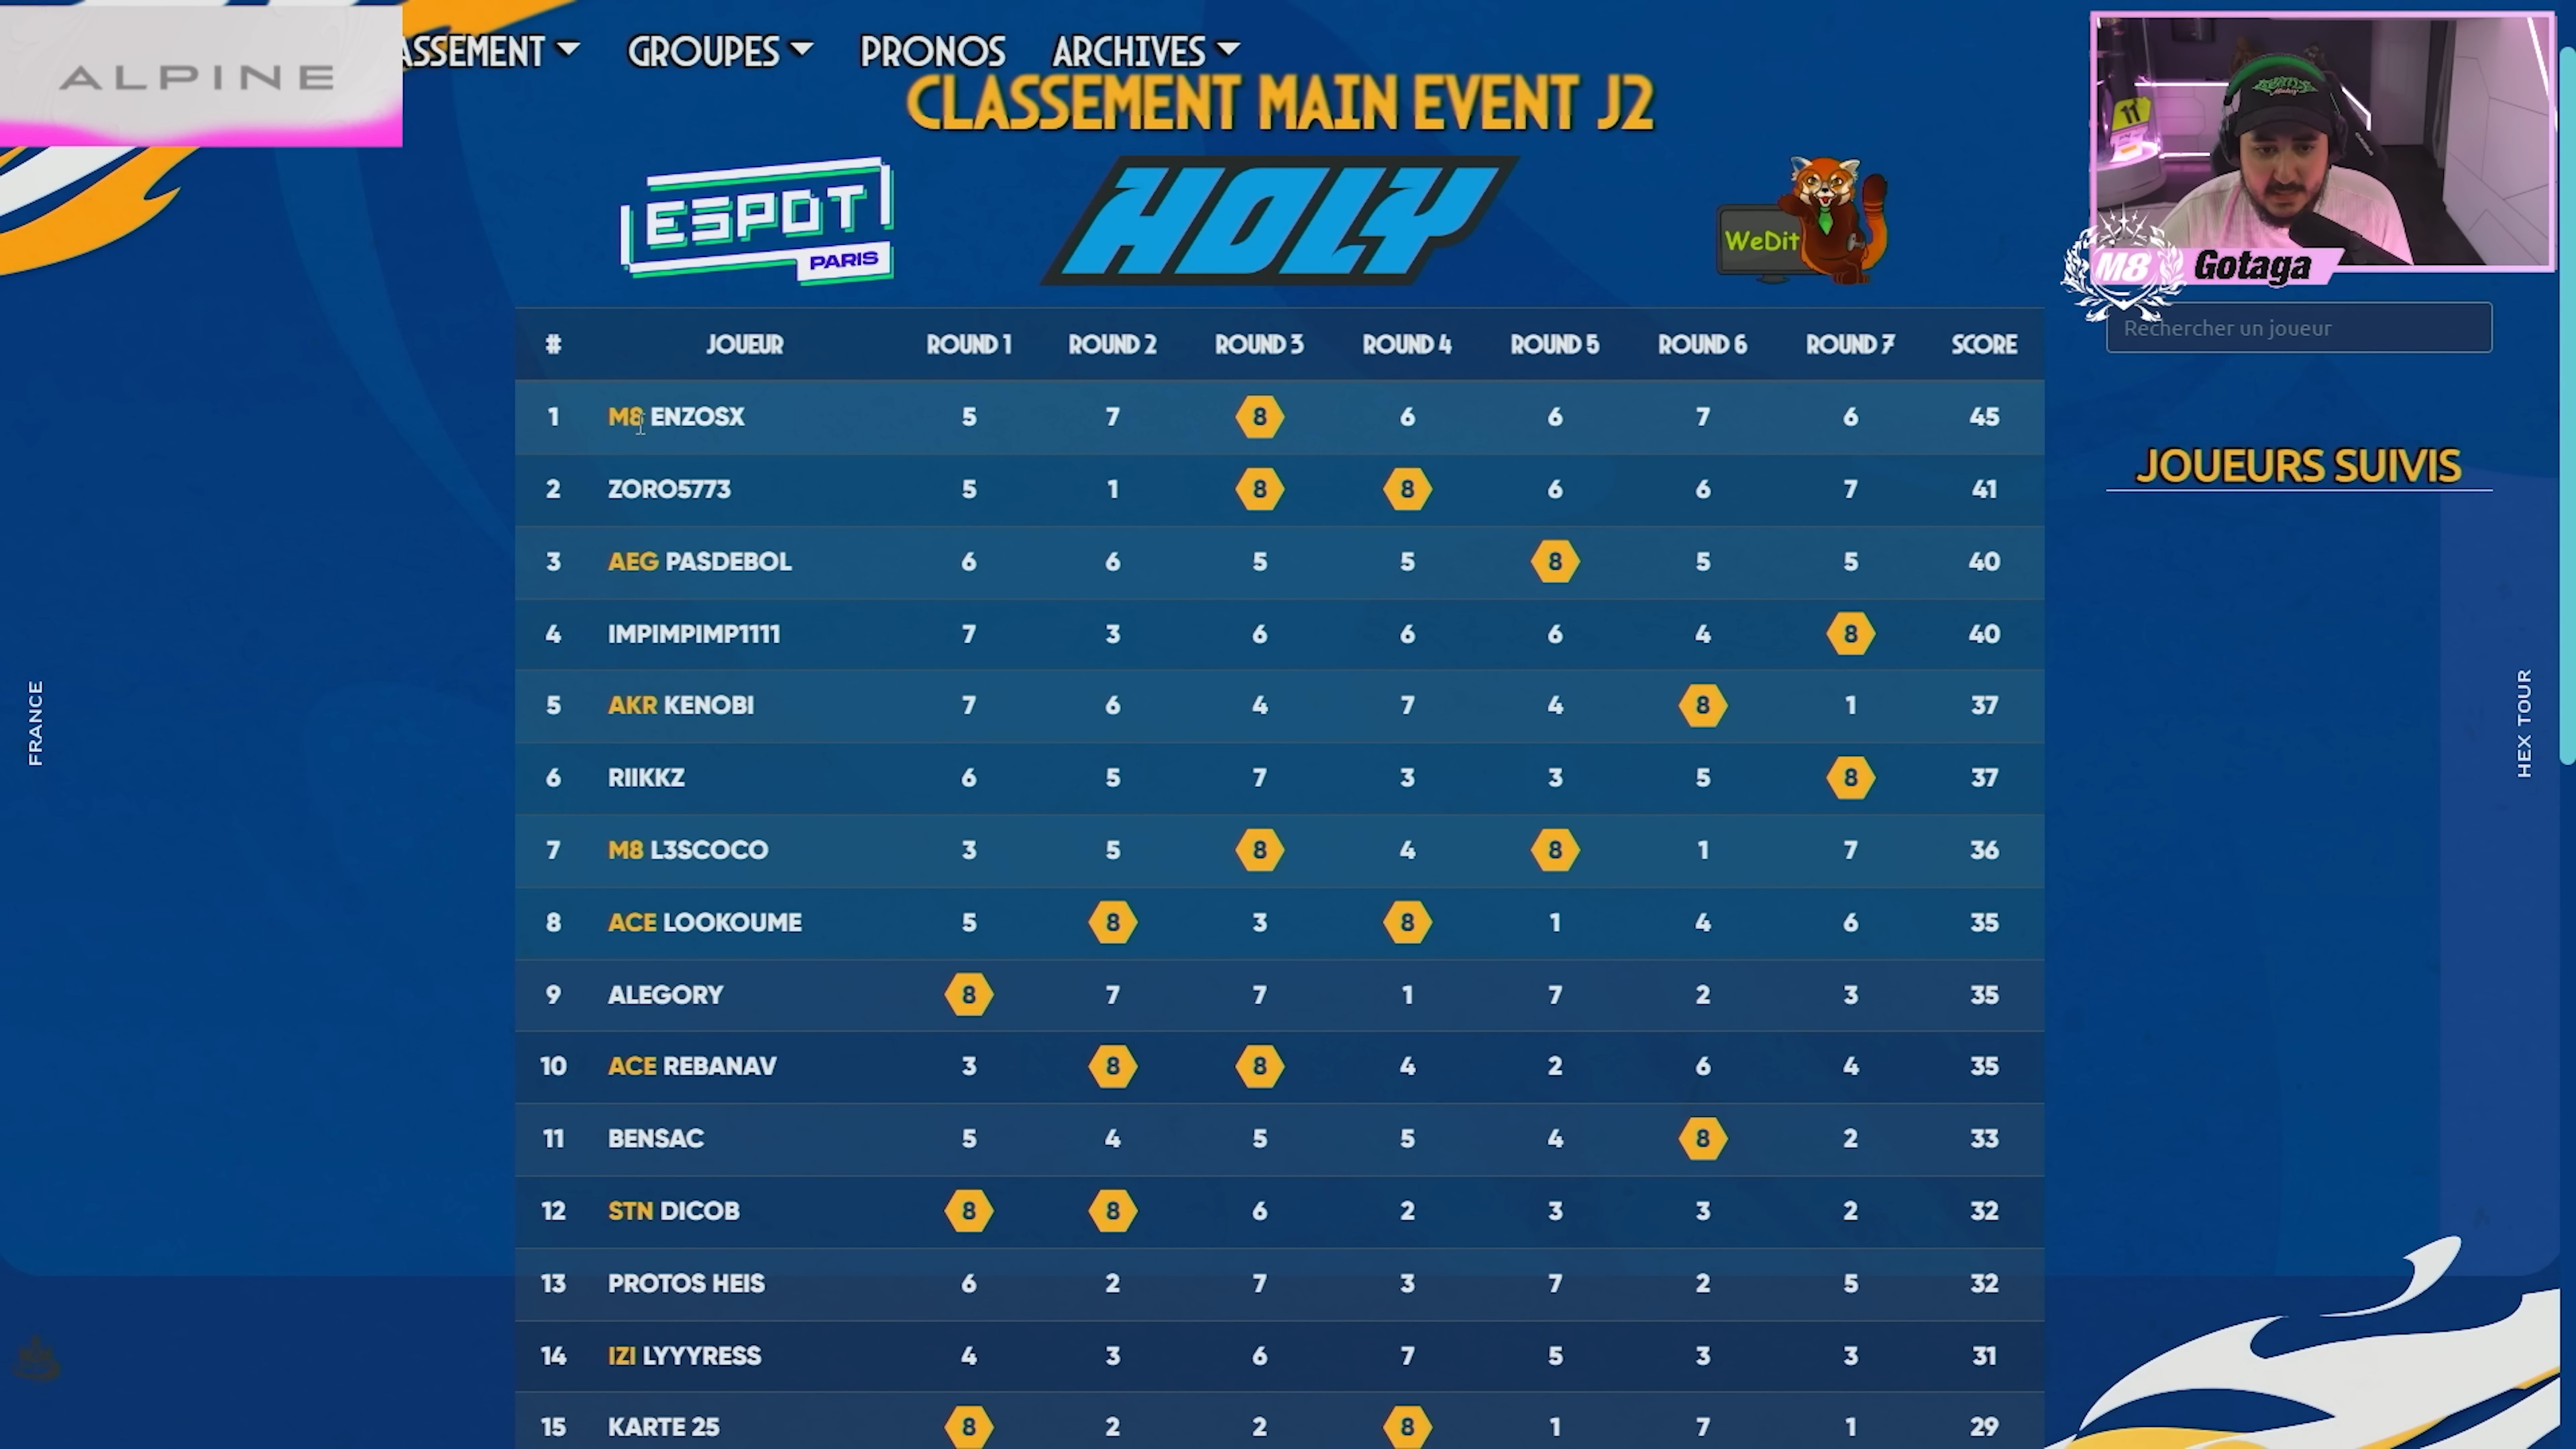 ALPINE
ASSEMENT GROUPES PRONOS ARCHIVES
CLASSEMENT MAIN EVENT J2
ESPOT
PARIS
HOLY
WeDit
M8 Gotaga
Rechercher un joueur
JOUEURS SUIVIS
# JOUEUR ROUND 1 ROUND 2 ROUND 3 ROUND 4 ROUND 5 ROUND 6 ROUND 7 SCORE
1 M8 ENZOSX 5 7 8 6 6 7 6 45
2 ZORO5773 5 1 8 8 6 6 7 41
3 AEG PASDEBOL 6 6 5 5 8 5 5 40
4 IMPIMPIMP1111 7 3 6 6 6 4 8 40
5 AKR KENOBI 7 6 4 7 4 8 1 37
6 RIIKKZ 6 5 7 3 3 5 8 37
7 M8 L3SCOCO 3 5 8 4 8 1 7 36
8 ACE LOOKOUME 5 8 3 8 1 4 6 35
9 ALEGORY 8 7 7 1 7 2 3 35
10 ACE REBANAV 3 8 8 4 2 6 4 35
11 BENSAC 5 4 5 5 4 8 2 33
12 STN DICOB 8 8 6 2 3 3 2 32
13 PROTOS HEIS 6 2 7 3 7 2 5 32
14 IZI LYYYRESS 4 3 6 7 5 3 3 31
15 KARTE 25 8 2 2 8 1 7 1 29
FRANCE
HEX TOUR